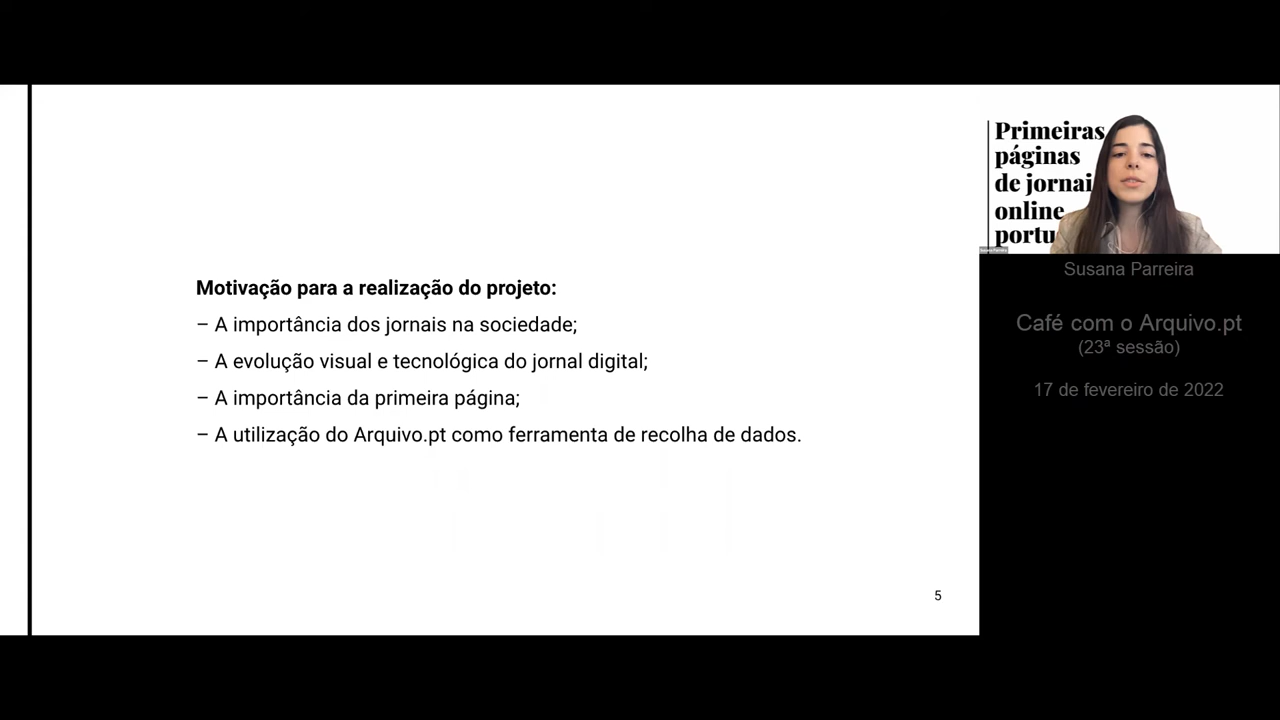 Motivação para a realização do projeto:
– A importância dos jornais na sociedade;
– A evolução visual e tecnológica do jornal digital;
– A importância da primeira página;
– A utilização do Arquivo.pt como ferramenta de recolha de dados.
5
Primeiras
páginas
de jornai
online
portu
Susana Parreira
Café com o Arquivo.pt
(23ª sessão)
17 de fevereiro de 2022